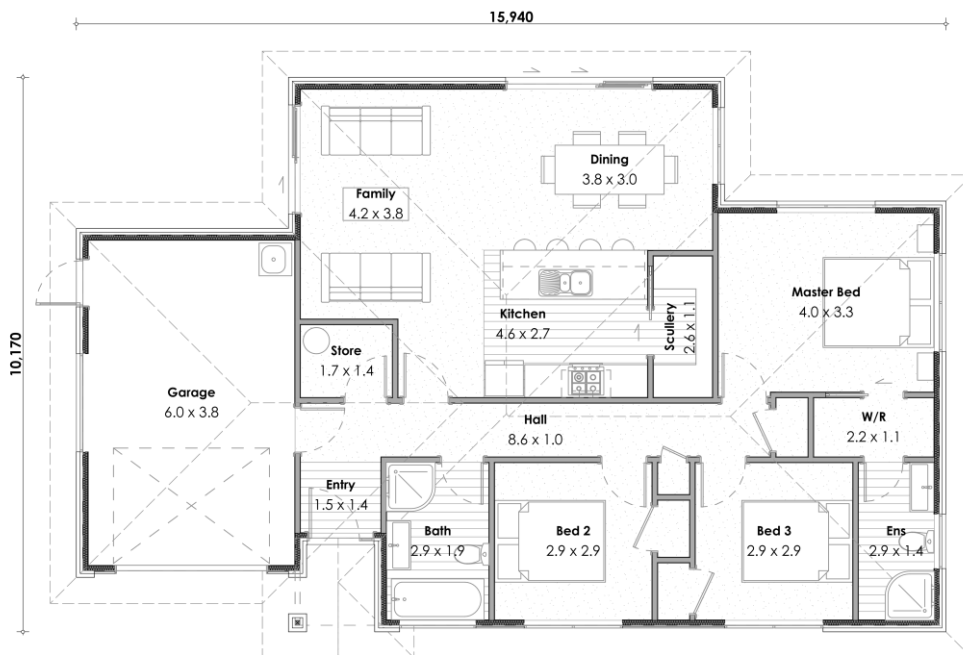 15,940
10,170
Dining
3.8 x 3.0
Family
4.2 x 3.8
Master Bed
4.0 x 3.3
Kitchen
4.6 x 2.7
Scullery
2.6 x 1.1
Store
1.7 x 1.4
Garage
6.0 x 3.8
Hall
8.6 x 1.0
W/R
2.2 x 1.1
Entry
1.5 x 1.4
Bath
2.9 x 1.9
Bed 2
2.9 x 2.9
Bed 3
2.9 x 2.9
Ens
2.9 x 1.4